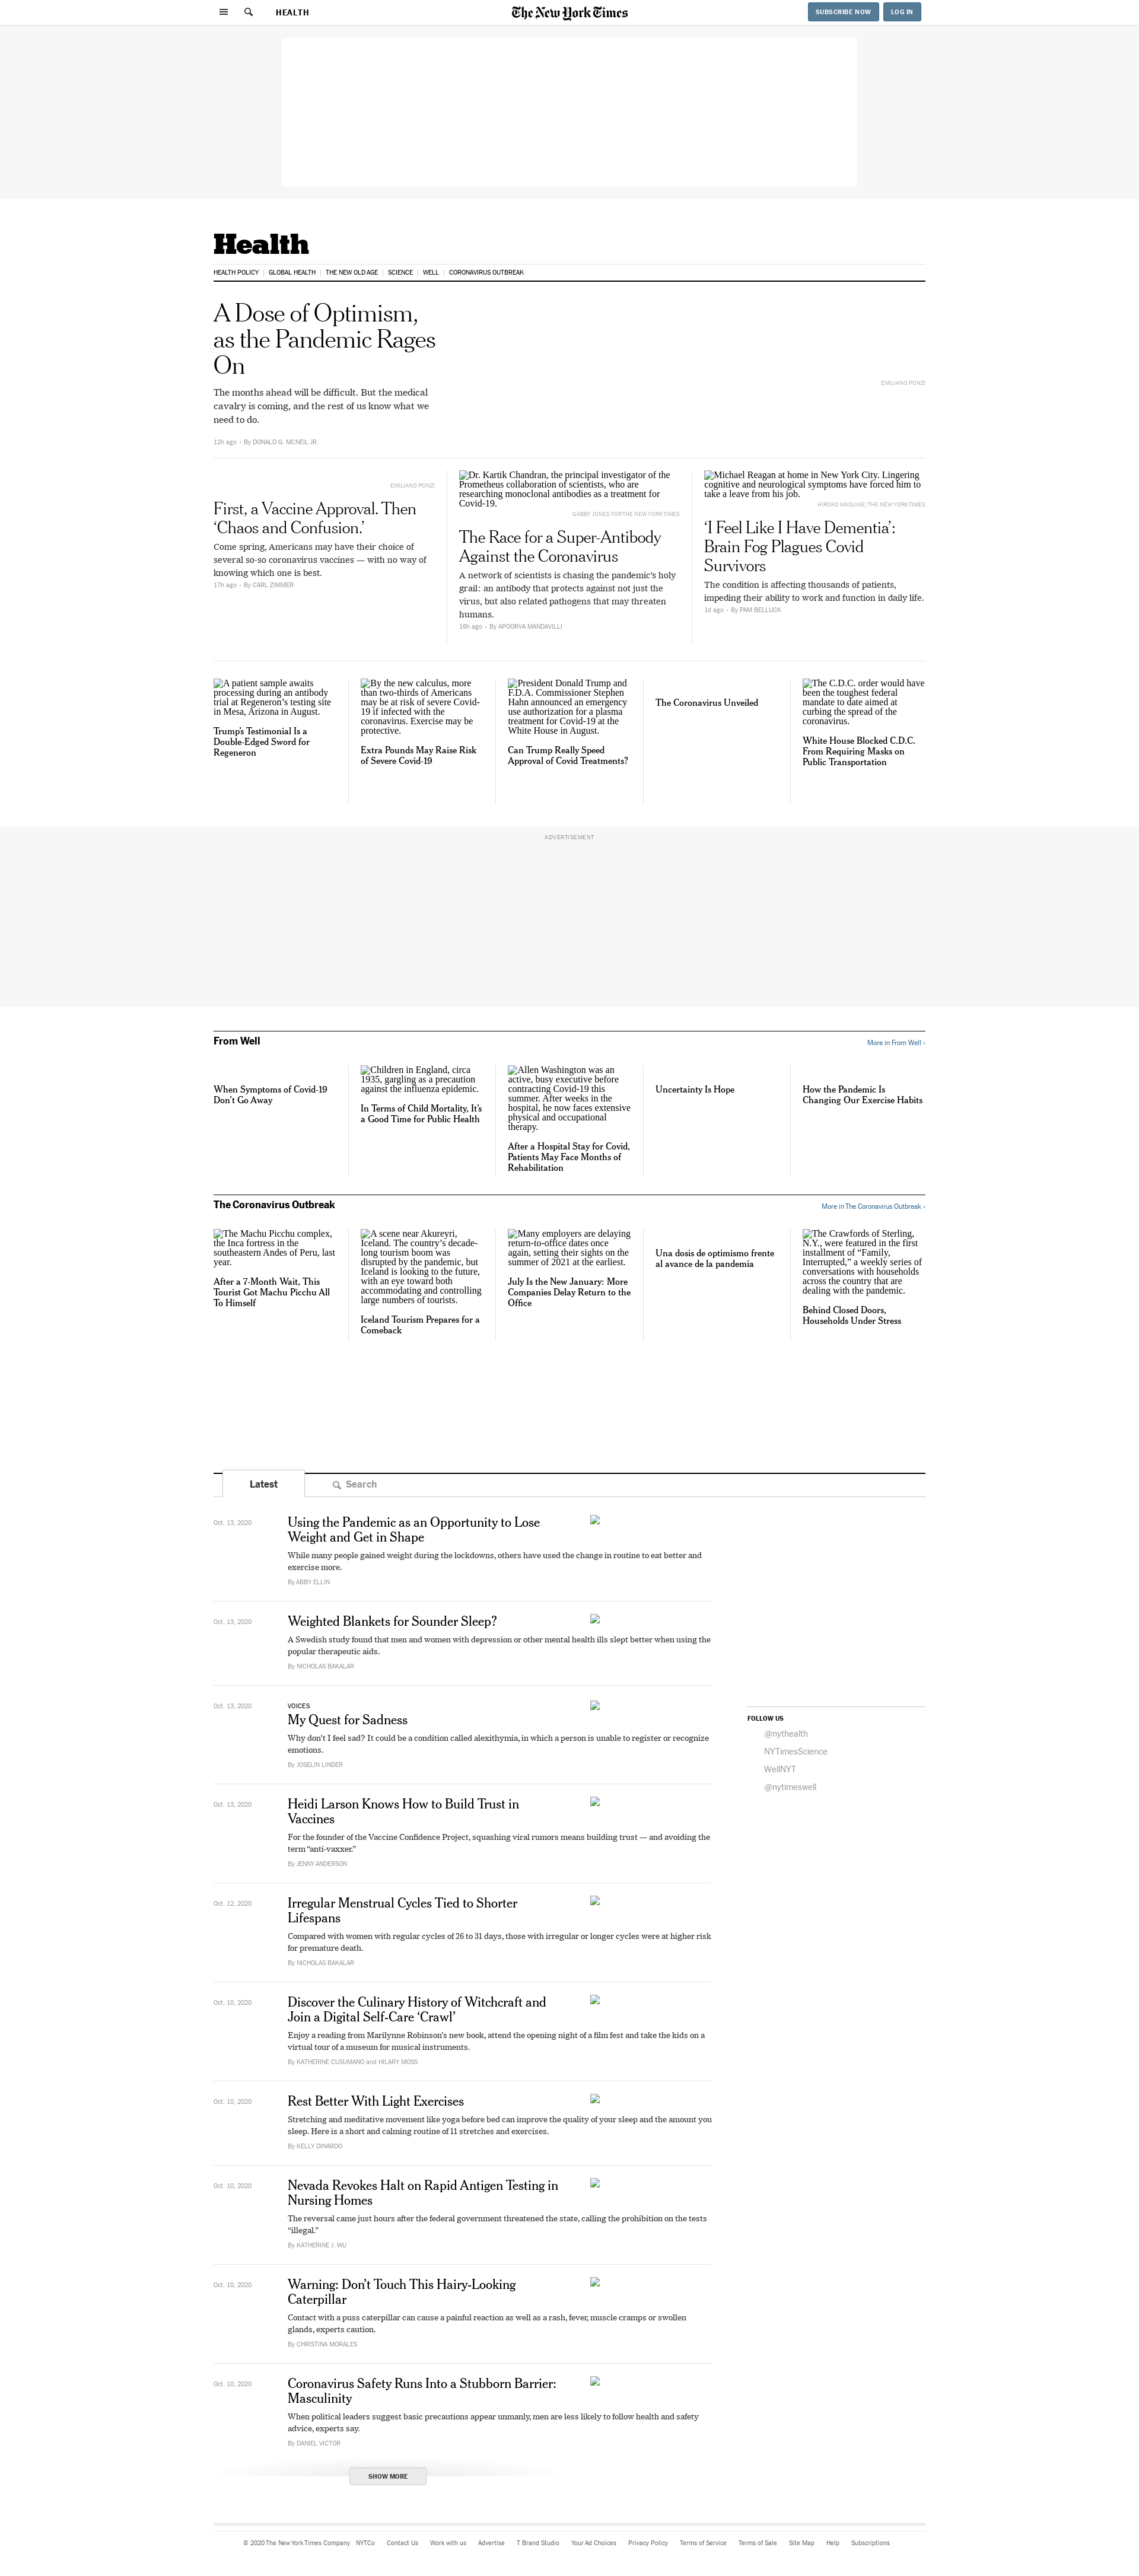 HEALTH
The New York Times
SUBSCRIBE NOW
LOG IN
Health
HEALTH POLICY
GLOBAL HEALTH
THE NEW OLD AGE
SCIENCE
WELL
CORONAVIRUS OUTBREAK
A Dose of Optimism,
as the Pandemic Rages
On
The months ahead will be difficult. But the medical
cavalry is coming, and the rest of us know what we
need to do.
12h ago • By DONALD G. MCNEIL JR.
EMILIANO PONZI
EMILIANO PONZI
First, a Vaccine Approval. Then
‘Chaos and Confusion.’
Come spring, Americans may have their choice of
several so-so coronavirus vaccines — with no way of
knowing which one is best.
17h ago • By CARL ZIMMER
Dr. Kartik Chandran, the principal investigator of the
Prometheus collaboration of scientists, who are
researching monoclonal antibodies as a treatment for
Covid-19.
GABBY JONES FOR THE NEW YORK TIMES
The Race for a Super-Antibody
Against the Coronavirus
A network of scientists is chasing the pandemic’s holy
grail: an antibody that protects against not just the
virus, but also related pathogens that may threaten
humans.
16h ago • By APOORVA MANDAVILLI
Michael Reagan at home in New York City. Lingering
cognitive and neurological symptoms have forced him to
take a leave from his job.
HIROKO MASUIKE/THE NEW YORK TIMES
‘I Feel Like I Have Dementia’:
Brain Fog Plagues Covid
Survivors
The condition is affecting thousands of patients,
impeding their ability to work and function in daily life.
1d ago • By PAM BELLUCK
A patient sample awaits
processing during an antibody
trial at Regeneron’s testing site
in Mesa, Arizona in August.
Trump’s Testimonial Is a
Double-Edged Sword for
Regeneron
By the new calculus, more
than two-thirds of Americans
may be at risk of severe Covid-
19 if infected with the
coronavirus. Exercise may be
protective.
Extra Pounds May Raise Risk
of Severe Covid-19
President Donald Trump and
F.D.A. Commissioner Stephen
Hahn announced an emergency
use authorization for a plasma
treatment for Covid-19 at the
White House in August.
Can Trump Really Speed
Approval of Covid Treatments?
The Coronavirus Unveiled
The C.D.C. order would have
been the toughest federal
mandate to date aimed at
curbing the spread of the
coronavirus.
White House Blocked C.D.C.
From Requiring Masks on
Public Transportation
ADVERTISEMENT
From Well
More in From Well ›
When Symptoms of Covid-19
Don’t Go Away
Children in England, circa
1935, gargling as a precaution
against the influenza epidemic.
In Terms of Child Mortality, It’s
a Good Time for Public Health
Allen Washington was an
active, busy executive before
contracting Covid-19 this
summer. After weeks in the
hospital, he now faces extensive
physical and occupational
therapy.
After a Hospital Stay for Covid,
Patients May Face Months of
Rehabilitation
Uncertainty Is Hope
How the Pandemic Is
Changing Our Exercise Habits
The Coronavirus Outbreak
More in The Coronavirus Outbreak ›
The Machu Picchu complex,
the Inca fortress in the
southeastern Andes of Peru, last
year.
After a 7-Month Wait, This
Tourist Got Machu Picchu All
To Himself
A scene near Akureyri,
Iceland. The country’s decade-
long tourism boom was
disrupted by the pandemic, but
Iceland is looking to the future,
with an eye toward both
accommodating and controlling
large numbers of tourists.
Iceland Tourism Prepares for a
Comeback
Many employers are delaying
return-to-office dates once
again, setting their sights on the
summer of 2021 at the earliest.
July Is the New January: More
Companies Delay Return to the
Office
Una dosis de optimismo frente
al avance de la pandemia
The Crawfords of Sterling,
N.Y., were featured in the first
installment of “Family,
Interrupted,” a weekly series of
conversations with households
across the country that are
dealing with the pandemic.
Behind Closed Doors,
Households Under Stress
Latest
Search
Oct. 13, 2020
Using the Pandemic as an Opportunity to Lose
Weight and Get in Shape
While many people gained weight during the lockdowns, others have used the change in routine to eat better and
exercise more.
By ABBY ELLIN
Oct. 13, 2020
Weighted Blankets for Sounder Sleep?
A Swedish study found that men and women with depression or other mental health ills slept better when using the
popular therapeutic aids.
By NICHOLAS BAKALAR
Oct. 13, 2020
VOICES
My Quest for Sadness
Why don’t I feel sad? It could be a condition called alexithymia, in which a person is unable to register or recognize
emotions.
By JOSELIN LINDER
FOLLOW US
@nythealth
NYTimesScience
WellNYT
@nytimeswell
Oct. 13, 2020
Heidi Larson Knows How to Build Trust in
Vaccines
For the founder of the Vaccine Confidence Project, squashing viral rumors means building trust — and avoiding the
term “anti-vaxxer.”
By JENNY ANDERSON
Oct. 12, 2020
Irregular Menstrual Cycles Tied to Shorter
Lifespans
Compared with women with regular cycles of 26 to 31 days, those with irregular or longer cycles were at higher risk
for premature death.
By NICHOLAS BAKALAR
Oct. 10, 2020
Discover the Culinary History of Witchcraft and
Join a Digital Self-Care ‘Crawl’
Enjoy a reading from Marilynne Robinson’s new book, attend the opening night of a film fest and take the kids on a
virtual tour of a museum for musical instruments.
By KATHERINE CUSUMANO and HILARY MOSS
Oct. 10, 2020
Rest Better With Light Exercises
Stretching and meditative movement like yoga before bed can improve the quality of your sleep and the amount you
sleep. Here is a short and calming routine of 11 stretches and exercises.
By KELLY DINARDO
Oct. 10, 2020
Nevada Revokes Halt on Rapid Antigen Testing in
Nursing Homes
The reversal came just hours after the federal government threatened the state, calling the prohibition on the tests
“illegal.”
By KATHERINE J. WU
Oct. 10, 2020
Warning: Don’t Touch This Hairy-Looking
Caterpillar
Contact with a puss caterpillar can cause a painful reaction as well as a rash, fever, muscle cramps or swollen
glands, experts caution.
By CHRISTINA MORALES
Oct. 10, 2020
Coronavirus Safety Runs Into a Stubborn Barrier:
Masculinity
When political leaders suggest basic precautions appear unmanly, men are less likely to follow health and safety
advice, experts say.
By DANIEL VICTOR
SHOW MORE
© 2020 The New York Times Company NYTCo Contact Us Work with us Advertise T Brand Studio Your Ad Choices Privacy Policy Terms of Service Terms of Sale Site Map Help Subscriptions